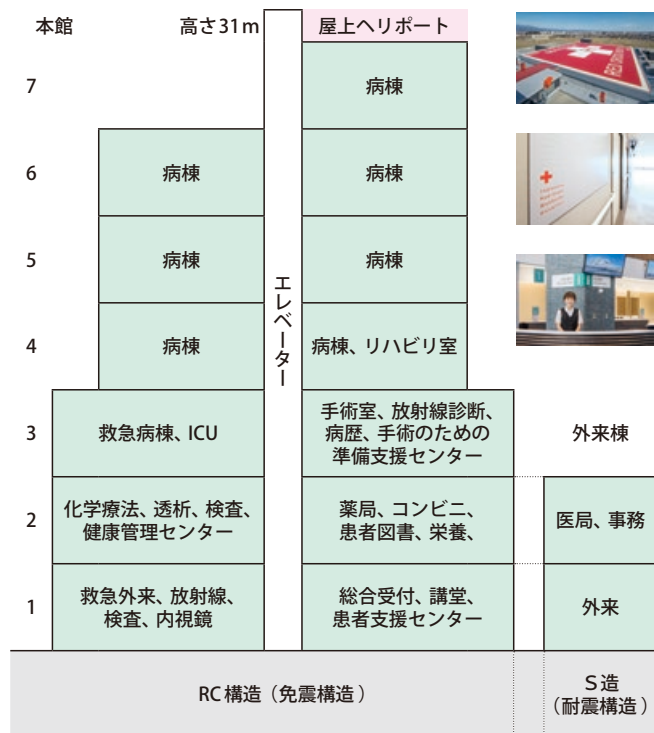 本館
高さ31m
屋上ヘリポート
7
病棟
6
病棟
病棟
5
病棟
病棟
エレベーター
4
病棟
病棟、リハビリ室
3
救急病棟、ICU
手術室、放射線診断、
病歴、手術のための
準備支援センター
外来棟
2
化学療法、透析、検査、
健康管理センター
薬局、コンビニ、
患者図書、栄養、
医局、事務
1
救急外来、放射線、
検査、内視鏡
総合受付、講堂、
患者支援センター
外来
RC構造（免震構造）
S造
（耐震構造）